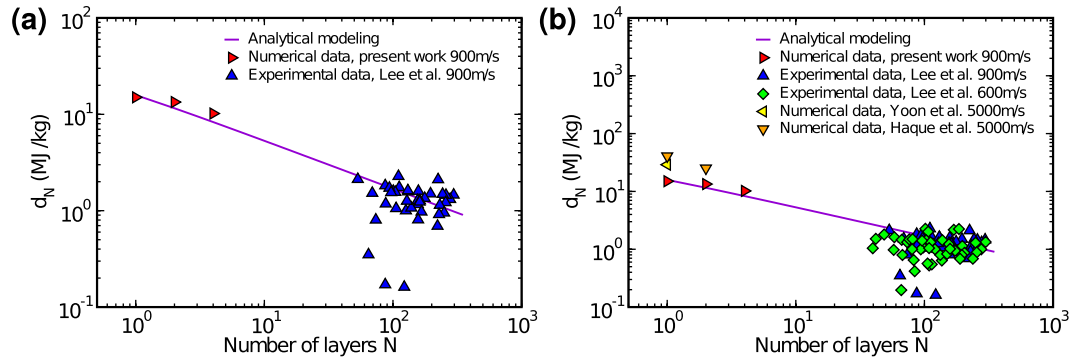 (a)
10^2
10^1
10^0
10^-1
d_N (MJ /kg)
Analytical modeling
Numerical data, present work 900m/s
Experimental data, Lee et al. 900m/s
10^0 10^1 10^2 10^3
Number of layers N
(b)
10^4
10^3
10^2
10^1
10^0
10^-1
d_N (MJ /kg)
Analytical modeling
Numerical data, present work 900m/s
Experimental data, Lee et al. 900m/s
Experimental data, Lee et al. 600m/s
Numerical data, Yoon et al. 5000m/s
Numerical data, Haque et al. 5000m/s
10^0 10^1 10^2 10^3
Number of layers N